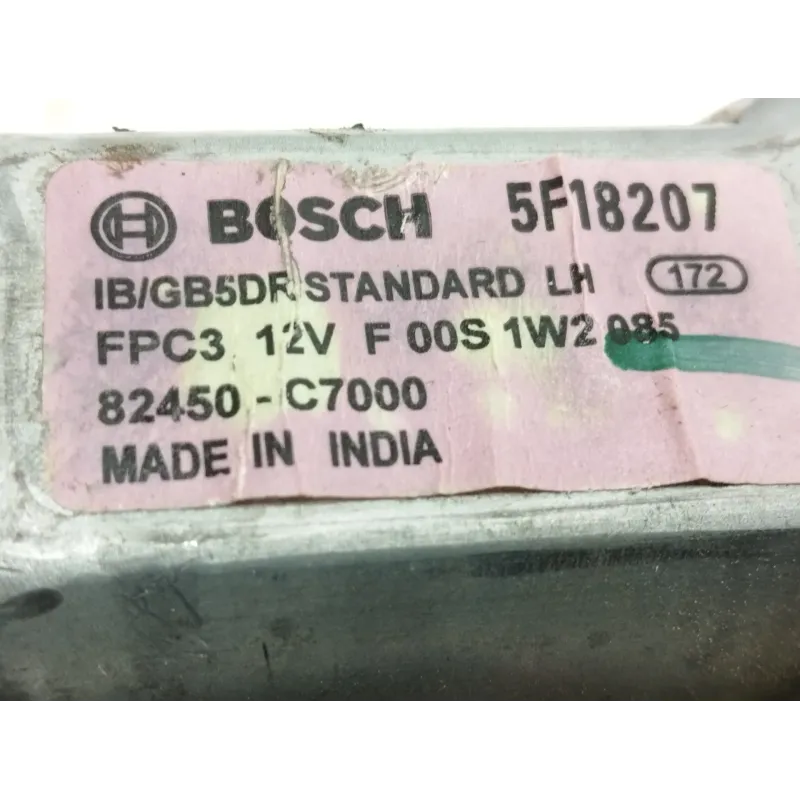 BOSCH 5F18207
IB/GB5DR STANDARD LH 172
FPC3 12V F 00S 1W2 085
82450-C7000
MADE IN INDIA